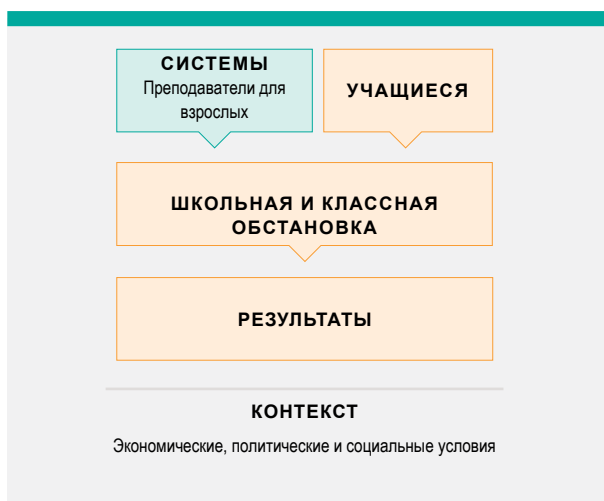 СИСТЕМЫ
Преподаватели для
взрослых
УЧАЩИЕСЯ
ШКОЛЬНАЯ И КЛАССНАЯ
ОБСТАНОВКА
РЕЗУЛЬТАТЫ
КОНТЕКСТ
Экономические, политические и социальные условия